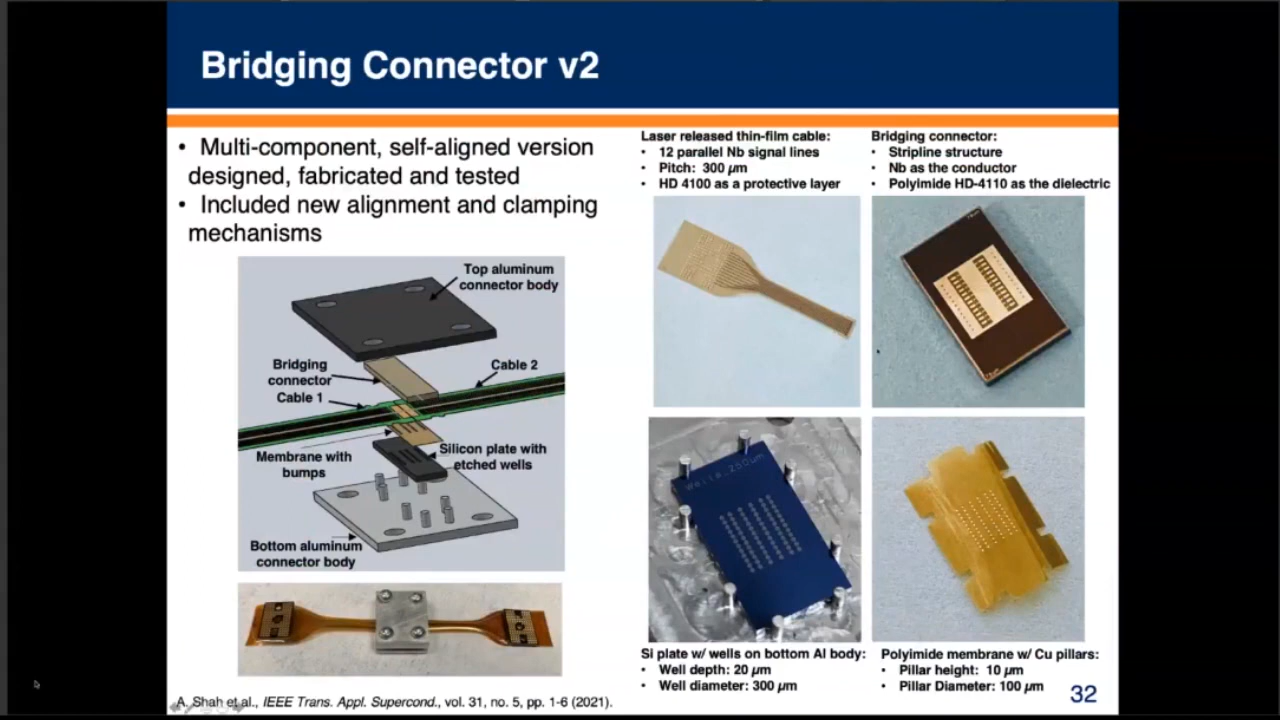 Bridging Connector v2
• Multi-component, self-aligned version
designed, fabricated and tested
• Included new alignment and clamping
mechanisms
Top aluminum
connector body
Bridging
connector
Cable 1
Cable 2
Membrane with
bumps
Silicon plate with
etched wells
Bottom aluminum
connector body
A. Shah et al., IEEE Trans. Appl. Supercond., vol. 31, no. 5, pp. 1-6 (2021).
Laser released thin-film cable:
• 12 parallel Nb signal lines
• Pitch: 300 µm
• HD 4100 as a protective layer
Bridging connector:
• Stripline structure
• Nb as the conductor
• Polyimide HD-4110 as the dielectric
Wells_250um
Si plate w/ wells on bottom Al body:
• Well depth: 20 µm
• Well diameter: 300 µm
Polyimide membrane w/ Cu pillars:
• Pillar height: 10 µm
• Pillar Diameter: 100 µm
32